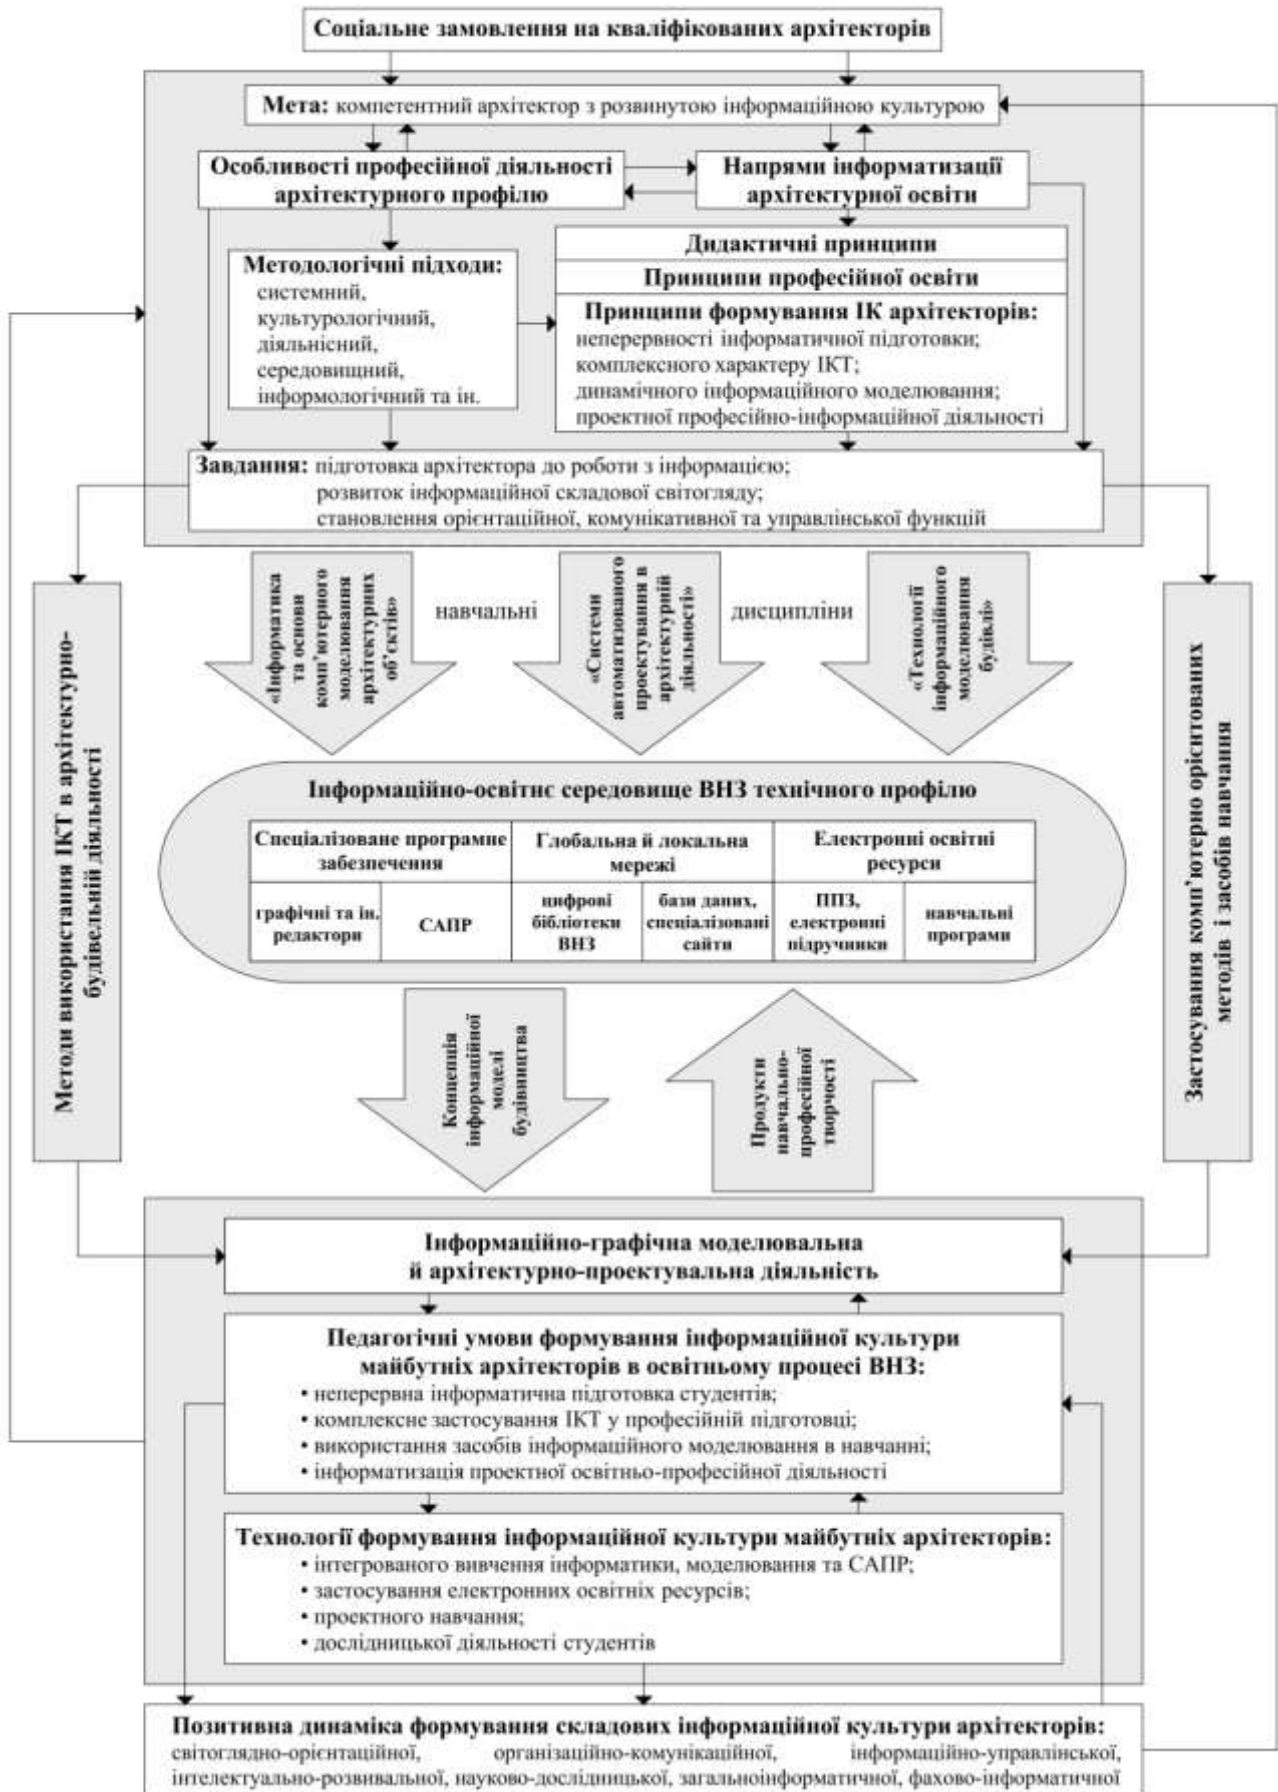 Соціальне замовлення на кваліфікованих архітекторів
Мета: компетентний архітектор з розвинутою інформаційною культурою
Особливості професійної діяльності
архітектурного профілю
Напрями інформатизації
архітектурної освіти
Методологічні підходи:
системний,
культурологічний,
діяльнісний,
середовищний,
інформологічний та ін.
Дидактичні принципи
Принципи професійної освіти
Принципи формування ІК архітекторів:
неперервності інформатичної підготовки;
комплексного характеру ІКТ;
динамічного інформаційного моделювання;
проектної професійно-інформаційної діяльності
Завдання: підготовка архітектора до роботи з інформацією;
розвиток інформаційної складової світогляду;
становлення орієнтаційної, комунікативної та управлінської функцій
Методи використання ІКТ в архітектурно-
будівельній діяльності
«Інформатика
та основи
комп’ютерного
моделювання
архітектурних
об’єктів»
навчальні
«Системи
автоматизованого
проектування в
архітектурній
діяльності»
дисципліни
«Технології
інформаційного
моделювання
будівлі»
Застосування комп’ютерно орієнтованих
методів і засобів навчання
Інформаційно-освітнє середовище ВНЗ технічного профілю
Спеціалізоване програмне
забезпечення
Глобальна й локальна
мережі
Електронні освітні
ресурси
графічні та ін.
редактори
САПР
цифрові
бібліотеки
ВНЗ
бази даних,
спеціалізовані
сайти
ППЗ,
електронні
підручники
навчальні
програми
Концепція
інформаційної
моделі
будівництва
Продукти
навчально-
професійної
творчості
Інформаційно-графічна моделювальна
й архітектурно-проектувальна діяльність
Педагогічні умови формування інформаційної культури
майбутніх архітекторів в освітньому процесі ВНЗ:
• неперервна інформатична підготовка студентів;
• комплексне застосування ІКТ у професійній підготовці;
• використання засобів інформаційного моделювання в навчанні;
• інформатизація проектної освітньо-професійної діяльності
Технології формування інформаційної культури майбутніх архітекторів:
• інтегрованого вивчення інформатики, моделювання та САПР;
• застосування електронних освітніх ресурсів;
• проектного навчання;
• дослідницької діяльності студентів
Позитивна динаміка формування складових інформаційної культури архітекторів:
світоглядно-орієнтаційної, організаційно-комунікаційної, інформаційно-управлінської,
інтелектуально-розвивальної, науково-дослідницької, загальноінформатичної, фахово-інформатичної